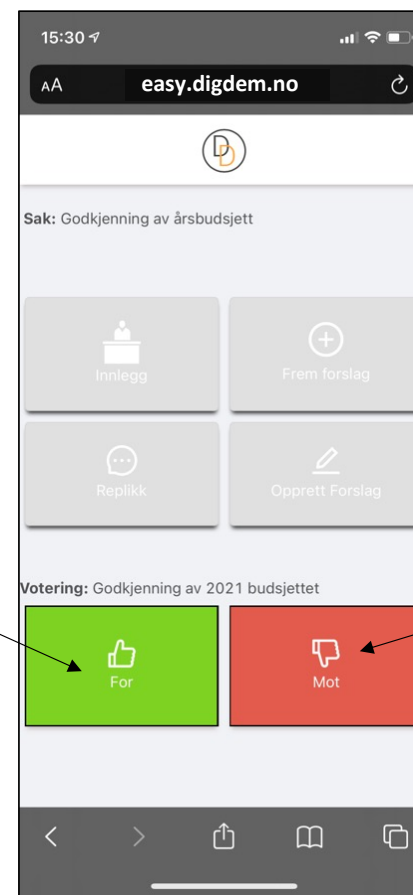 15:30
AA easy.digdem.no
DD
Sak: Godkjenning av årsbudsjett
Innlegg
Frem forslag
Replikk
Opprett Forslag
Votering: Godkjenning av 2021 budsjettet
For
Mot